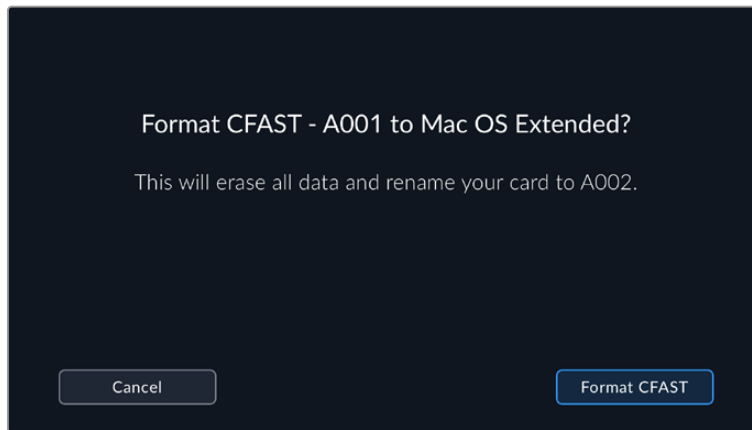 Format CFAST - A001 to Mac OS Extended?
This will erase all data and rename your card to A002.
Cancel
Format CFAST